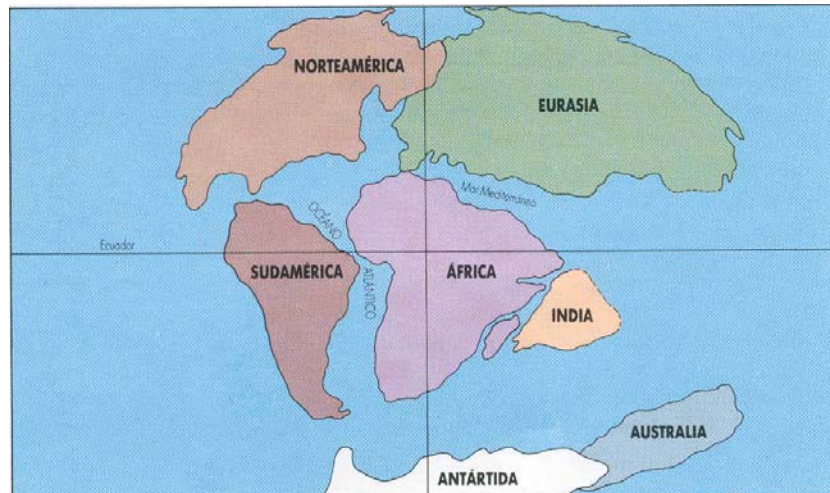 NORTEAMÉRICA
EURASIA
Mar Mediterráneo
OCÉANO
ATLÁNTICO
Ecuador
SUDAMÉRICA
ÁFRICA
INDIA
AUSTRALIA
ANTÁRTIDA